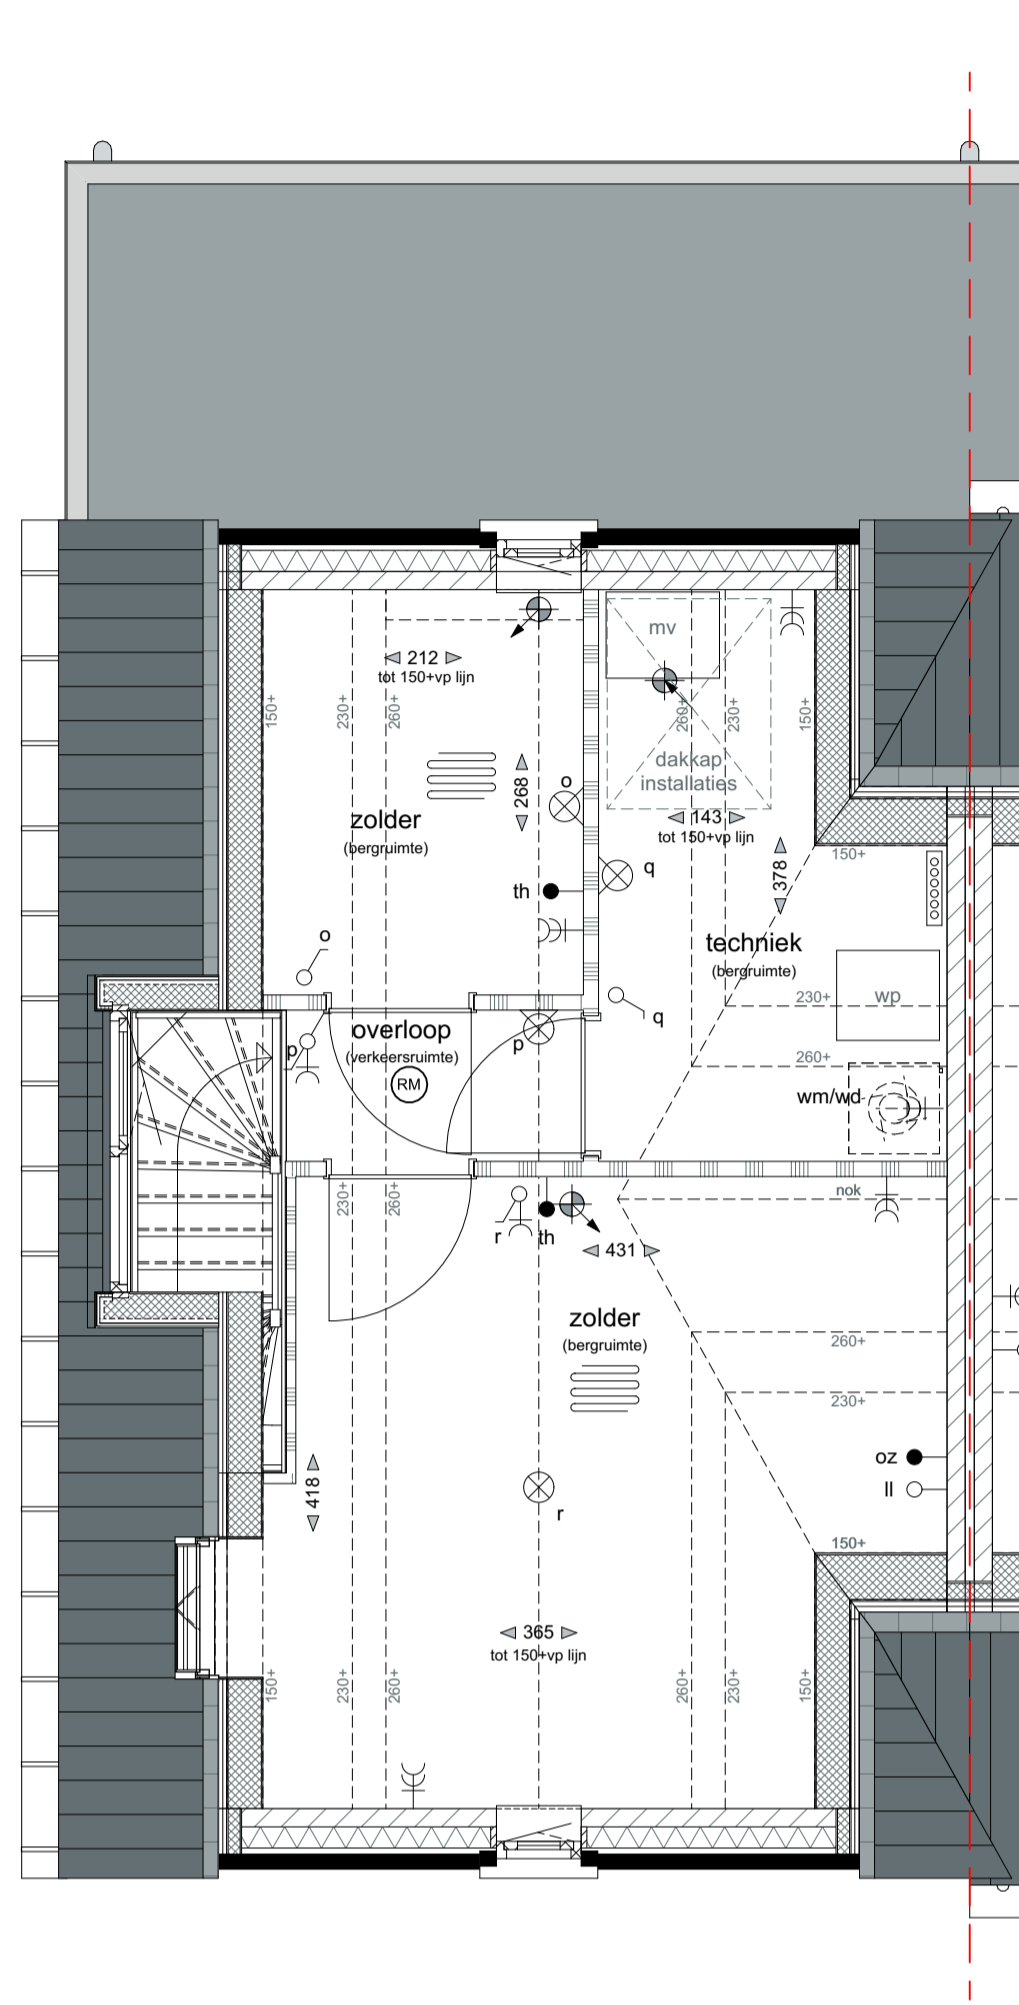 mv
212
tot 150+vp lijn
150+
230+
260+
260+
230+
150+
dakkap
installaties
268
o
143
tot 150+vp lijn
zolder
(bergruimte)
150+
378
q
th
techniek
(bergruimte)
o
230+
wp
q
overloop
(verkeersruimte)
p
p
RM
260+
wm/wd
230+
260+
nok
r
th
431
zolder
(bergruimte)
260+
230+
418
oz
ll
r
150+
365
tot 150+vp lijn
150+
230+
260+
260+
230+
150+